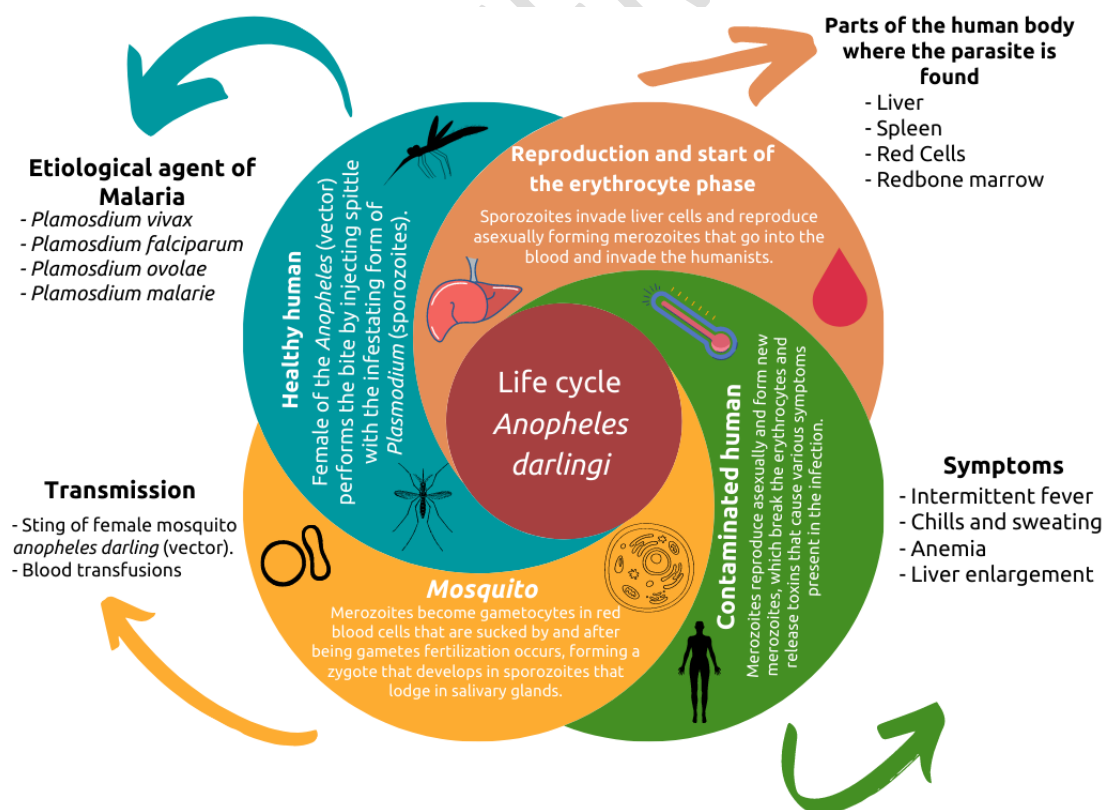 Parts of the human body
where the parasite is
found
- Liver
- Spleen
- Red Cells
- Redbone marrow
Etiological agent of
Malaria
- Plamosdium vivax
- Plamosdium falciparum
- Plamosdium ovolae
- Plamosdium malarie
Healthy human
Female of the Anopheles (vector)
performs the bite by injecting spittle
with the infestating form of
Plasmodium (sporozoites).
Reproduction and start of
the erythrocyte phase
Sporozoites invade liver cells and reproduce
asexually forming merozoites that go into the
blood and invade the humanists.
Life cycle
Anopheles
darlingi
Contaminated human
Merozoites reproduce asexually and form new
merozoites, which break the erythrocytes and
release toxins that cause various symptoms
present in the infection.
Symptoms
- Intermittent fever
- Chills and sweating
- Anemia
- Liver enlargement
Transmission
- Sting of female mosquito
anopheles darling (vector).
- Blood transfusions
Mosquito
Merozoites become gametocytes in red
blood cells that are sucked by and after
being gametes fertilization occurs, forming a
zygote that develops in sporozoites that
lodge in salivary glands.